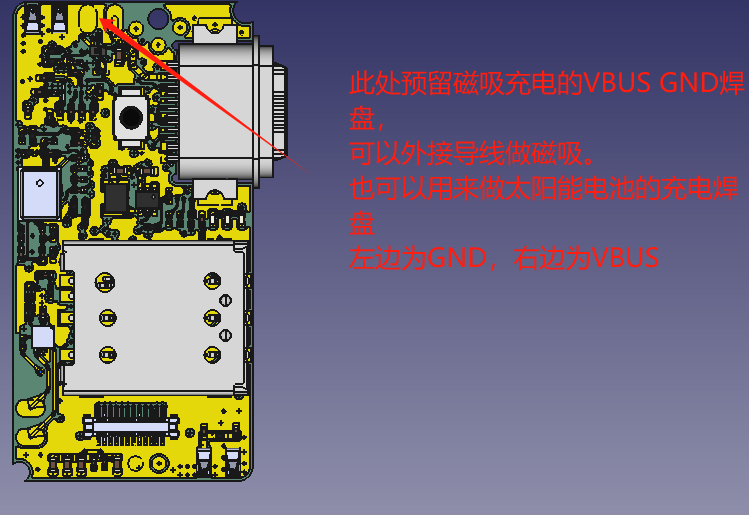 此处预留磁吸充电的VBUS GND焊
盘，
可以外接导线做磁吸。
也可以用来做太阳能电池的充电焊
盘
左边为GND，右边为VBUS